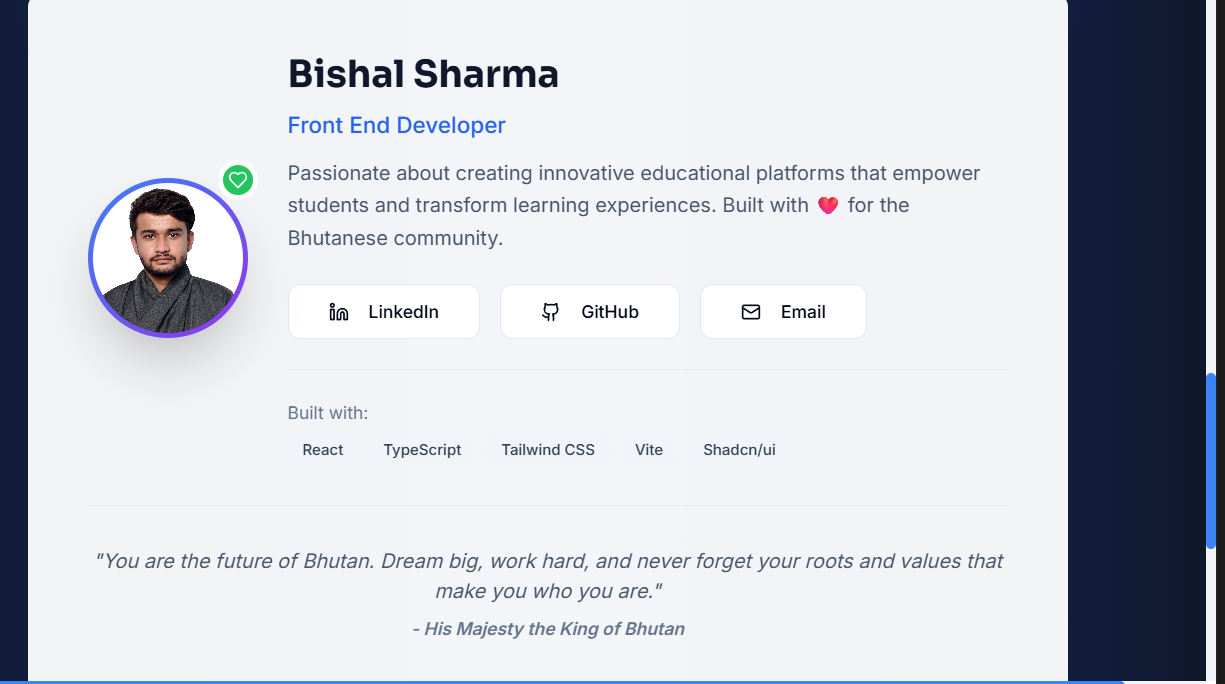 Bishal Sharma
Front End Developer
Passionate about creating innovative educational platforms that empower
students and transform learning experiences. Built with ❤️ for the
Bhutanese community.
LinkedIn GitHub Email
Built with:
React TypeScript Tailwind CSS Vite Shadcn/ui
"You are the future of Bhutan. Dream big, work hard, and never forget your roots and values that
make you who you are."
- His Majesty the King of Bhutan